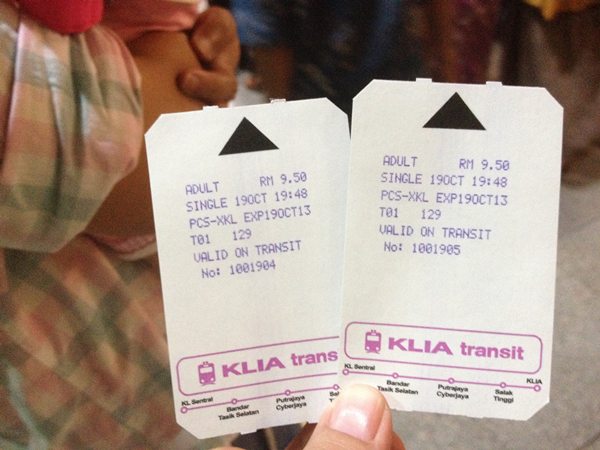 ADULT RM 9.50
SINGLE 19OCT 19:48
PCS-XKL EXP19OCT13
T01 129
VALID ON TRANSIT
No: 1001904
KLIA trans
KL Sentral
Bandar
Tasik Selatan
Putrajaya
Cyberjaya
ADULT RM 9.50
SINGLE 19OCT 19:48
PCS-XKL EXP19OCT13
T01 129
VALID ON TRANSIT
No: 1001905
KLIA transit
KL Sentral
Bandar
Tasik Selatan
Putrajaya
Cyberjaya
Salak
Tinggi
KLIA